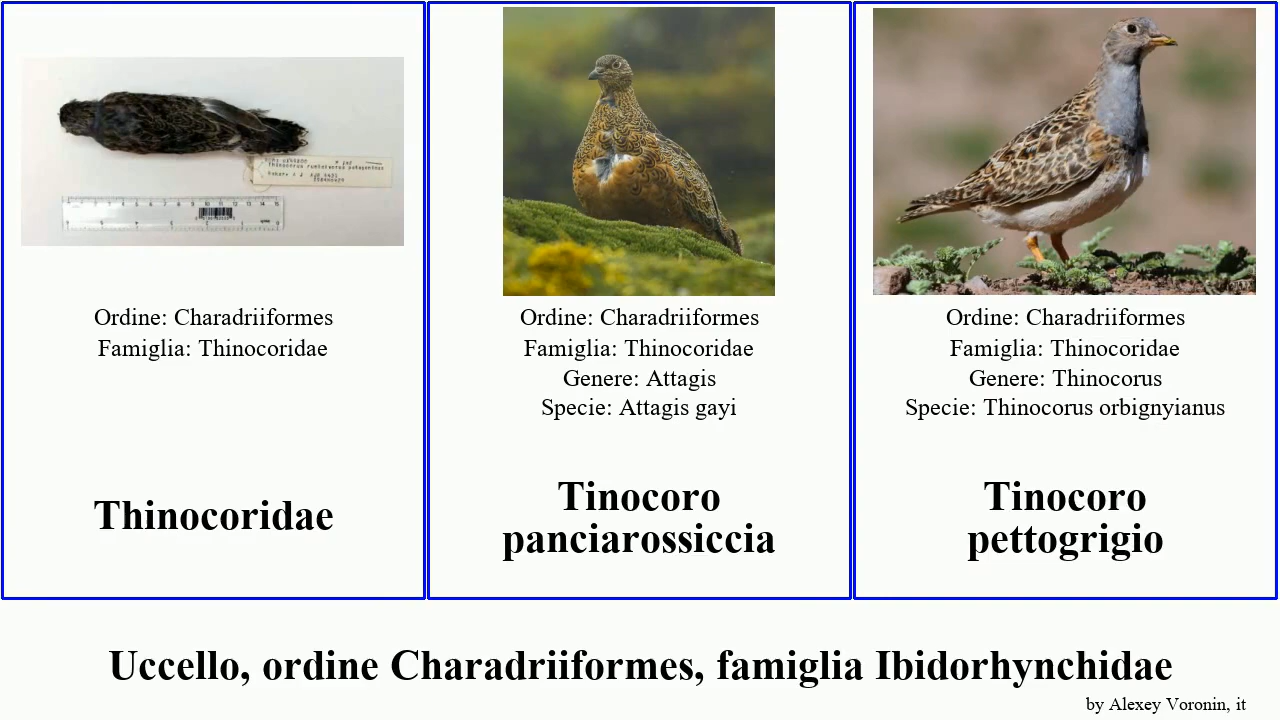 Ordine: Charadriiformes
Famiglia: Thinocoridae
Thinocoridae
Ordine: Charadriiformes
Famiglia: Thinocoridae
Genere: Attagis
Specie: Attagis gayi
Tinocoro
panciarossiccia
Ordine: Charadriiformes
Famiglia: Thinocoridae
Genere: Thinocorus
Specie: Thinocorus orbignyianus
Tinocoro
pettogrigio
Uccello, ordine Charadriiformes, famiglia Ibidorhynchidae
by Alexey Voronin, it